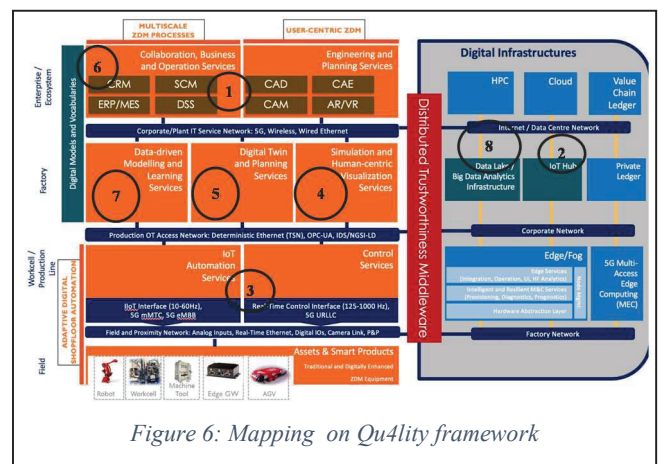 MULTISCALE
ZDM PROCESSES
USER-CENTRIC ZDM
Enterprise /
Ecosystem
Digital Models and Vocabularies
6
Collaboration, Business
and Operation Services
CRM
SCM
ERP/MES
DSS
1
Engineering and
Planning Services
CAD
CAE
CAM
AR/VR
Corporate/Plant IT Service Network: 5G, Wireless, Wired Ethernet
Factory
Data-driven
Modelling and
Learning
Services
7
Digital Twin
and Planning
Services
5
Simulation and
Human-centric
Visualization
Services
4
Production OT Access Network: Deterministic Ethernet (TSN), OPC-UA, IDS/NGSI-LD
Workcell /
Production
Line
ADAPTIVE DIGITAL
SHOPFLOOR AUTOMATION
IoT
Automation
Services
Control
Services
3
IIoT Interface (10-60Hz),
5G mMTC, 5G eMBB
Real-Time Control Interface (125-1000 Hz),
5G URLLC
Field and Proximity Network: Analog Inputs, Real-Time Ethernet, Digital IOs, Camera Link, P&P
Field
Assets & Smart Products
Traditional and Digitally Enhanced
ZDM Equipment
Robot
Workcell
Machine
Tool
Edge GW
AGV
Distributed Trustworthiness Middleware
Digital Infrastructures
HPC
Cloud
Value
Chain
Ledger
Internet / Data Centre Network
8
2
Data Lake /
Big Data Analytics
Infrastructure
IoT Hub
Private
Ledger
Corporate Network
Edge/Fog
Edge Services
(Integration, Operation, UI, HF Analytics)
Intelligent and Resilient M&C Services
(Provisioning, Diagnostics, Prognostics)
Hardware Abstraction Layer
5G Multi-
Access
Edge
Computing
(MEC)
Factory Network
Figure 6: Mapping on Qu4lity framework